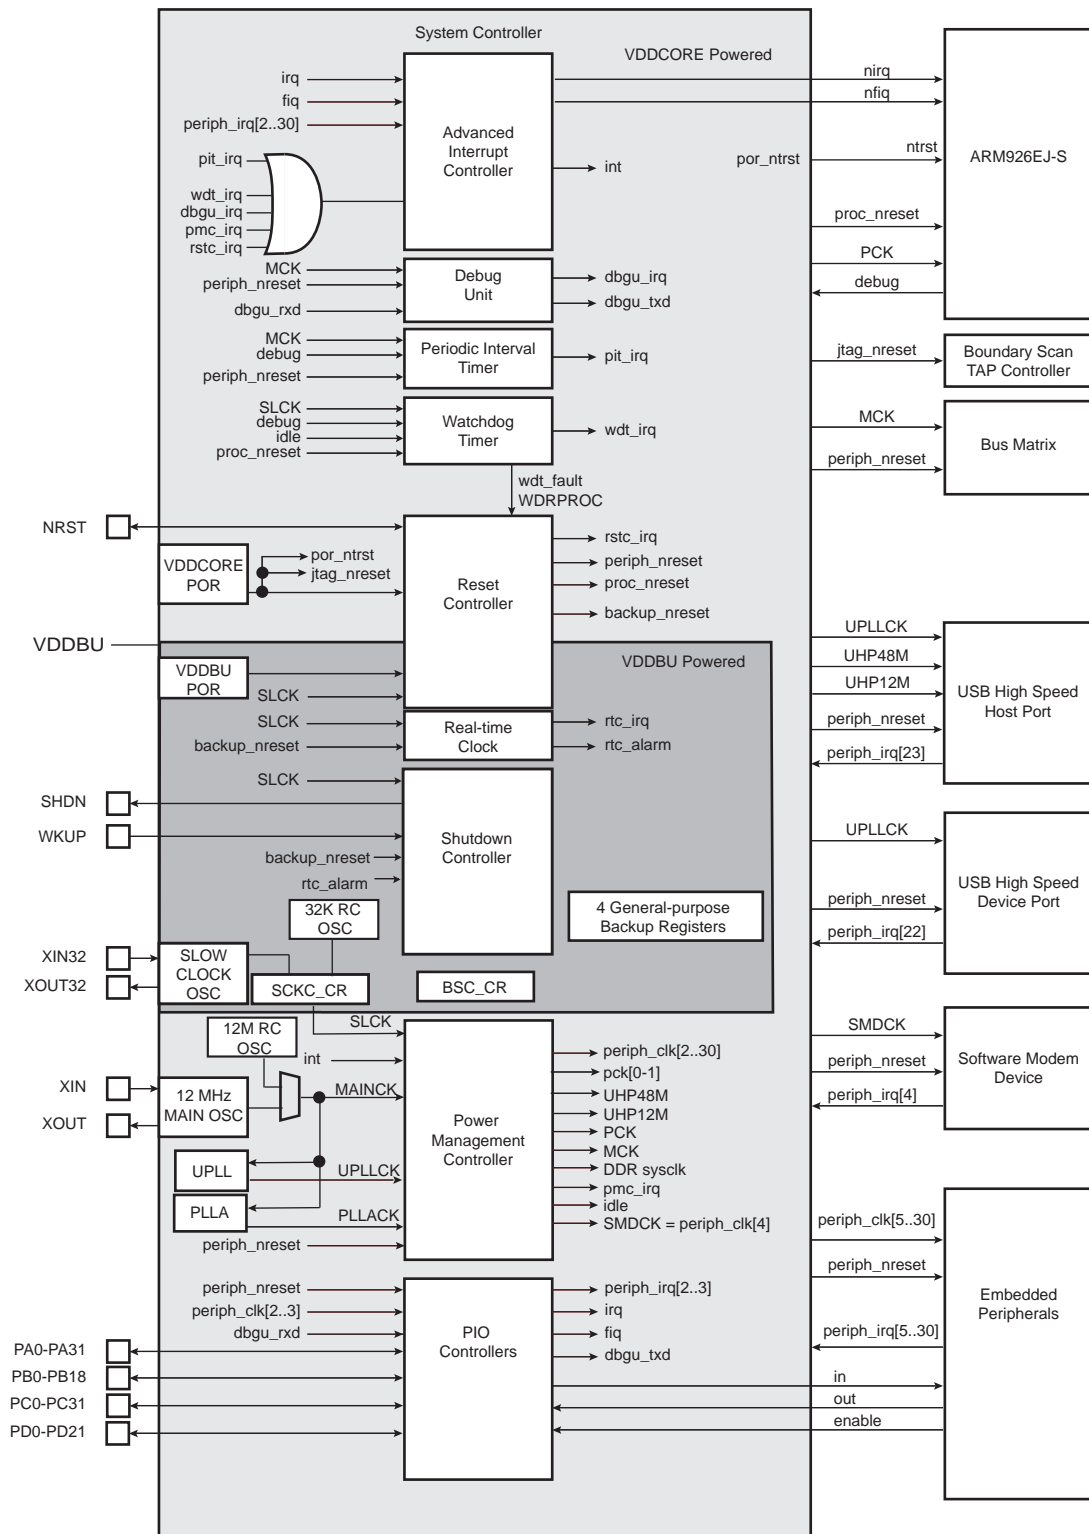 System Controller
VDDCORE Powered
irq
fiq
periph_irq[2..30]
pit_irq
wdt_irq
dbgu_irq
pmc_irq
rstc_irq
Advanced
Interrupt
Controller
int
nirq
nfiq
por_ntrst
ntrst
proc_nreset
PCK
debug
ARM926EJ-S
MCK
periph_nreset
dbgu_rxd
Debug
Unit
dbgu_irq
dbgu_txd
MCK
debug
periph_nreset
Periodic Interval
Timer
pit_irq
jtag_nreset
Boundary Scan
TAP Controller
SLCK
debug
idle
proc_nreset
Watchdog
Timer
wdt_irq
MCK
periph_nreset
Bus Matrix
wdt_fault
WDRPROC
NRST
VDDCORE
POR
por_ntrst
jtag_nreset
Reset
Controller
rstc_irq
periph_nreset
proc_nreset
backup_nreset
VDDBU
VDDBU Powered
VDDBU
POR
SLCK
UPLLCK
UHP48M
UHP12M
periph_nreset
periph_irq[23]
USB High Speed
Host Port
SLCK
backup_nreset
Real-time
Clock
rtc_irq
rtc_alarm
SLCK
SHDN
WKUP
backup_nreset
rtc_alarm
Shutdown
Controller
4 General-purpose
Backup Registers
UPLLCK
periph_nreset
periph_irq[22]
USB High Speed
Device Port
32K RC
OSC
XIN32
XOUT32
SLOW
CLOCK
OSC
SCKC_CR
BSC_CR
SLCK
12M RC
OSC
int
XIN
XOUT
12 MHz
MAIN OSC
MAINCK
UPLL
UPLLCK
PLLA
PLLACK
periph_nreset
Power
Management
Controller
periph_clk[2..30]
pck[0-1]
UHP48M
UHP12M
PCK
MCK
DDR sysclk
pmc_irq
idle
SMDCK = periph_clk[4]
SMDCK
periph_nreset
periph_irq[4]
Software Modem
Device
periph_nreset
periph_clk[2..3]
dbgu_rxd
PA0-PA31
PB0-PB18
PC0-PC31
PD0-PD21
PIO
Controllers
periph_irq[2..3]
irq
fiq
dbgu_txd
periph_clk[5..30]
periph_nreset
periph_irq[5..30]
in
out
enable
Embedded
Peripherals